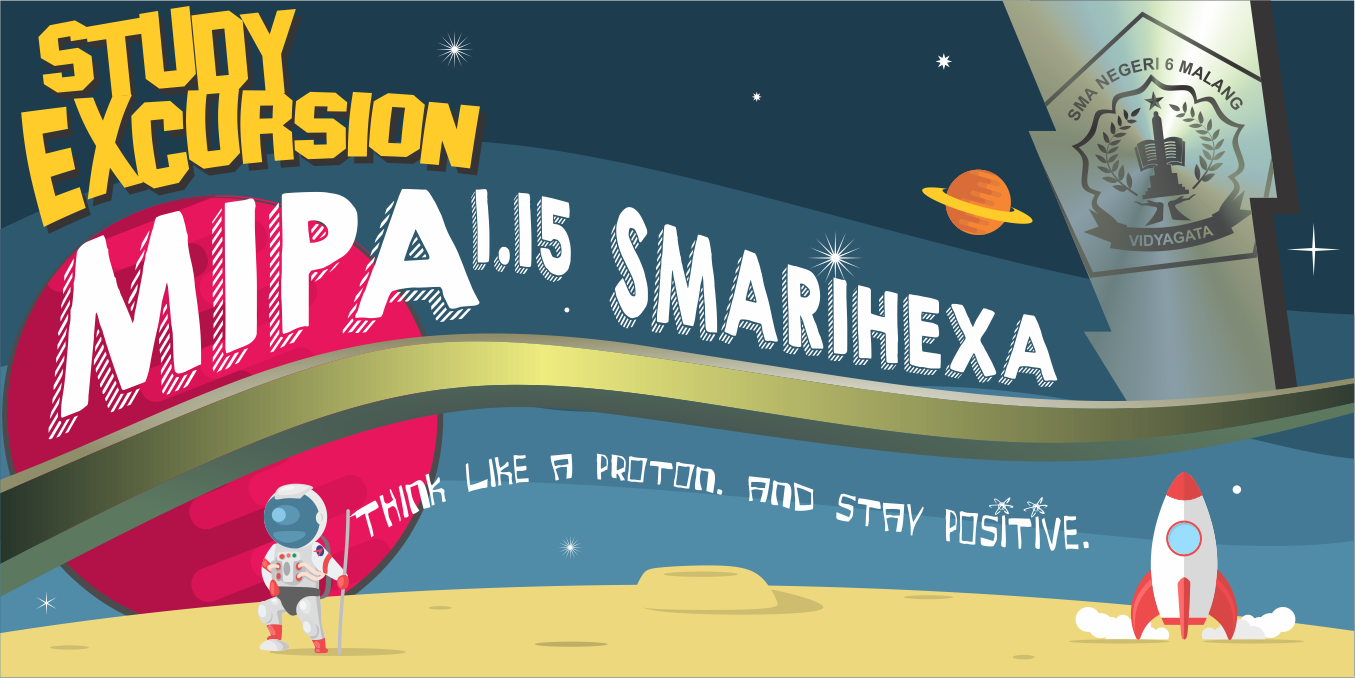 STUDY
EXCURSION
MIPA 1.15 SMARIHEXA
SMA NEGERI 6 MALANG
VIDYAGATA
THINK LIKE A PROTON. AND STAY POSITIVE.